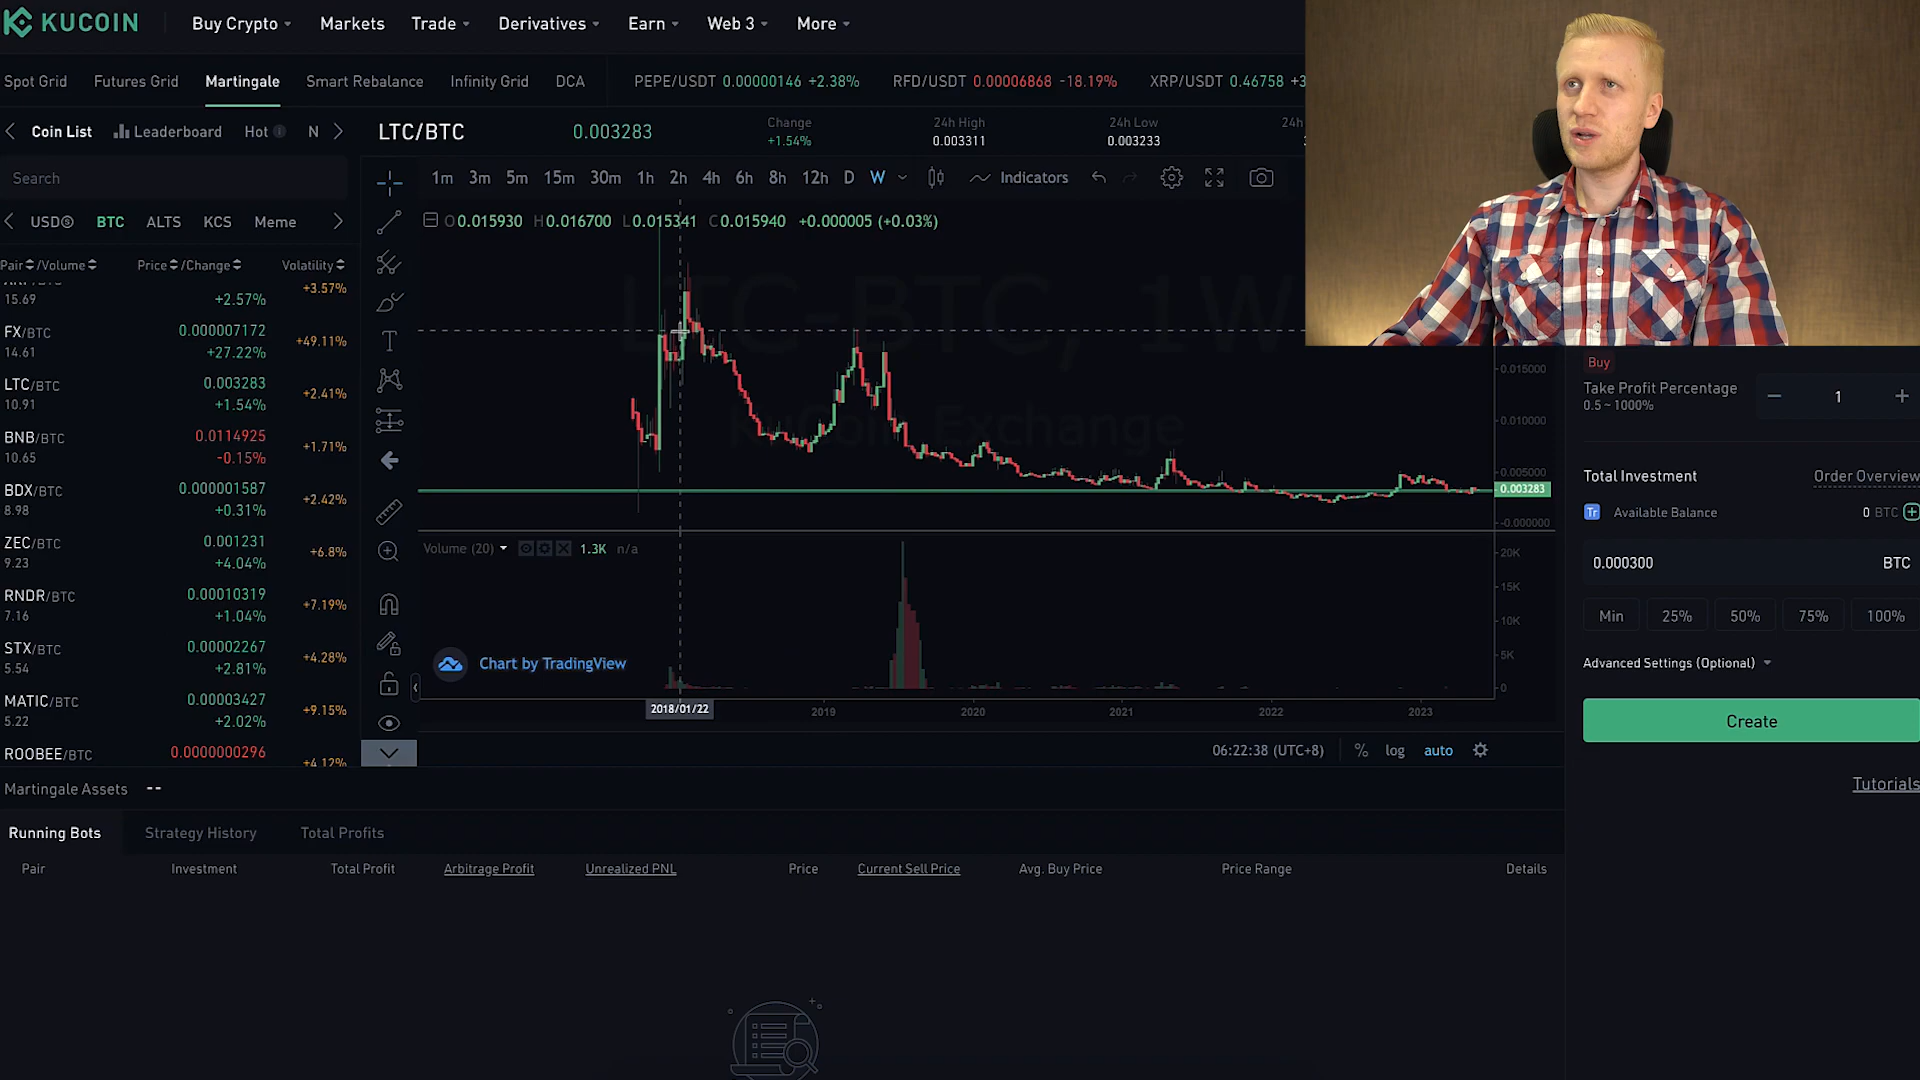 KUCOIN
Buy Crypto Markets Trade Derivatives Earn Web 3 More
Spot Grid Futures Grid Martingale Smart Rebalance Infinity Grid DCA PEPE/USDT 0.00000146 +2.38% RFD/USDT 0.00006868 -18.19% XRP/USDT 0.46758
Coin List Leaderboard Hot N
LTC/BTC 0.003283
Change +1.54%
24h High 0.003311
24h Low 0.003233
24h
Search
1m 3m 5m 15m 30m 1h 2h 4h 6h 8h 12h D W Indicators
USDⓈ BTC ALTS KCS Meme
O0.015930 H0.016700 L0.015341 C0.015940 +0.000005 (+0.03%)
Pair/Volume Price/Change Volatility
15.69 +2.57% +3.57%
FX/BTC 0.000007172
14.61 +27.22% +49.11%
LTC/BTC 0.003283
10.91 +1.54% +2.41%
BNB/BTC 0.0114925
10.65 -0.15% +1.71%
BDX/BTC 0.000001587
8.98 +0.31% +2.42%
ZEC/BTC 0.001231
9.23 +4.04% +6.8%
RNDR/BTC 0.00010319
7.16 +1.04% +7.19%
STX/BTC 0.00002267
5.54 +2.81% +4.28%
MATIC/BTC 0.00003427
5.22 +2.02% +9.15%
ROOBEE/BTC 0.0000000296
+4.12%
LTC-BTC, 1W
KuCoin Exchange
0.015000
0.010000
0.005000
0.003283
-0.000000
Volume (20) 1.3K n/a
20K
15K
10K
5K
0
Chart by TradingView
2018/01/22 2019 2020 2021 2022 2023
06:22:38 (UTC+8) % log auto
Buy
Take Profit Percentage
0.5 ~ 1000%
1
Total Investment Order Overview
Tr Available Balance 0 BTC
0.000300 BTC
Min 25% 50% 75% 100%
Advanced Settings (Optional)
Create
Tutorials
Martingale Assets --
Running Bots Strategy History Total Profits
Pair Investment Total Profit Arbitrage Profit Unrealized PNL Price Current Sell Price Avg. Buy Price Price Range Details